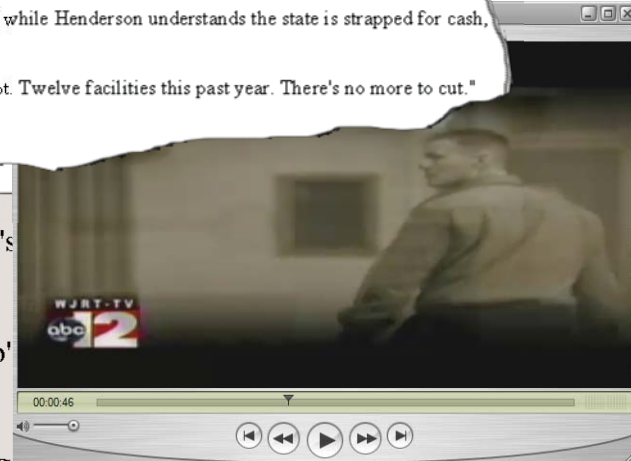 while Henderson understands the state is strapped for cash,
Twelve facilities this past year. There's no more to cut."
's
WJRT-TV
abc 12
00:00:46